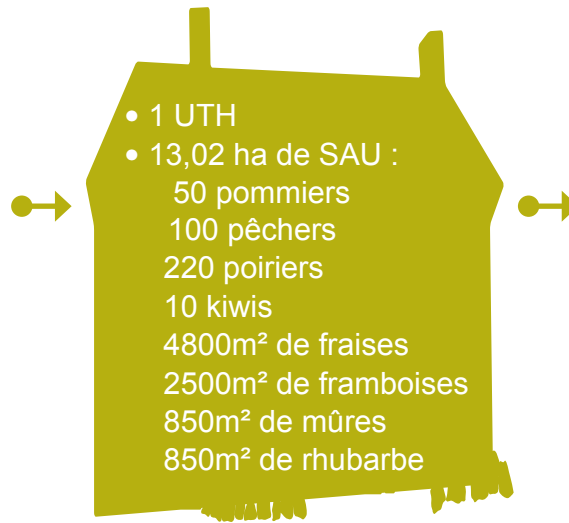 • 1 UTH
• 13,02 ha de SAU :
50 pommiers
100 pêchers
220 poiriers
10 kiwis
4800m² de fraises
2500m² de framboises
850m² de mûres
850m² de rhubarbe